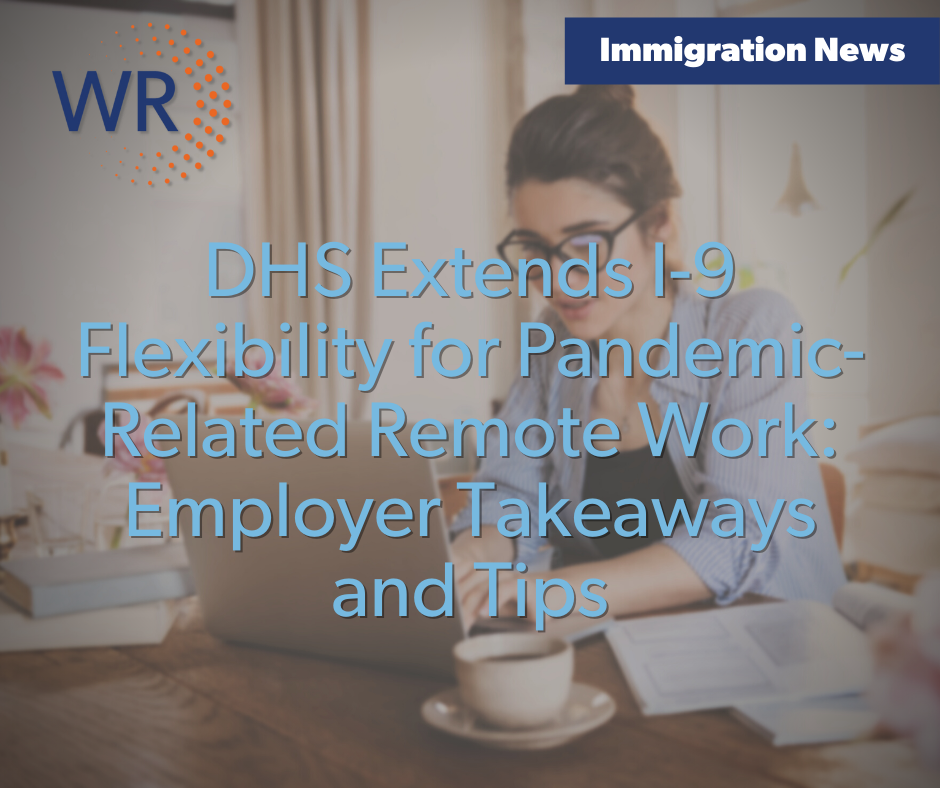 WR
Immigration News
DHS Extends I-9
Flexibility for Pandemic-
Related Remote Work:
Employer Takeaways
and Tips